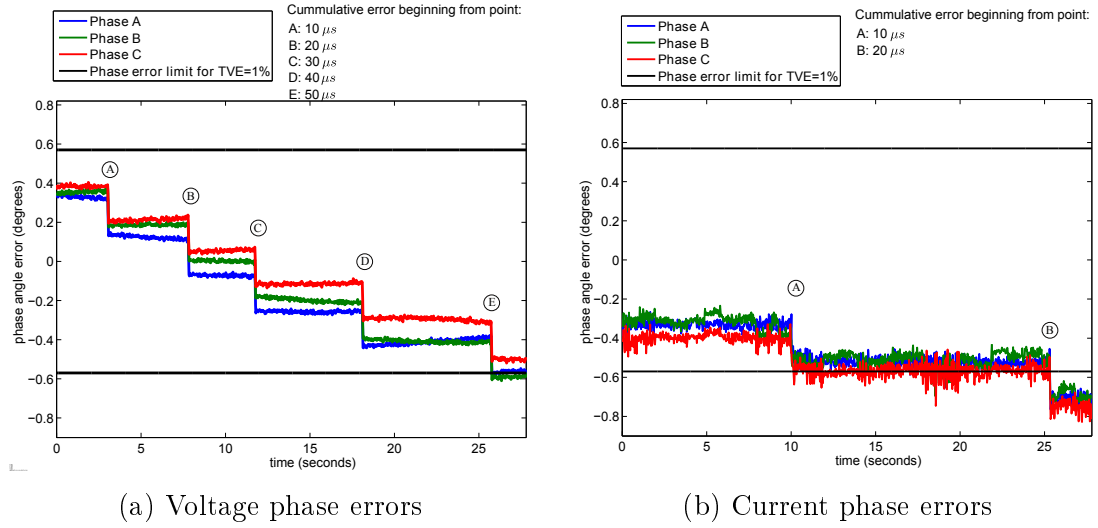 Phase A
Phase B
Phase C
Phase error limit for TVE=1%
Cummulative error beginning from point:
A: 10 μs
B: 20 μs
C: 30 μs
D: 40 μs
E: 50 μs
0.8
0.6
0.4
0.2
0
−0.2
−0.4
−0.6
−0.8
phase angle error (degrees)
A
B
C
D
E
0 5 10 15 20 25
time (seconds)
(a) Voltage phase errors
Phase A
Phase B
Phase C
Phase error limit for TVE=1%
Cummulative error beginning from point:
A: 10 μs
B: 20 μs
0.8
0.6
0.4
0.2
0
−0.2
−0.4
−0.6
−0.8
phase angle error (degrees)
A
B
0 5 10 15 20 25
time (seconds)
(b) Current phase errors